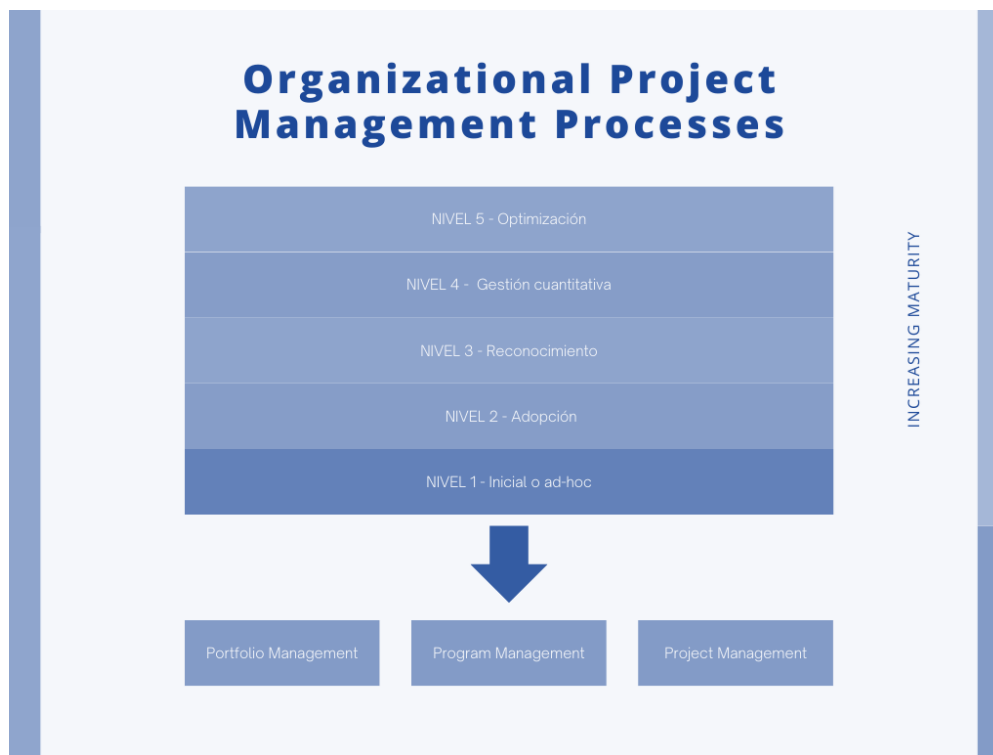 Organizational Project
Management Processes
NIVEL 5 - Optimización
NIVEL 4 -  Gestión cuantitativa
NIVEL 3 - Reconocimiento
NIVEL 2 - Adopción
NIVEL 1 - Inicial o ad-hoc
INCREASING MATURITY
Portfolio Management
Program Management
Project Management